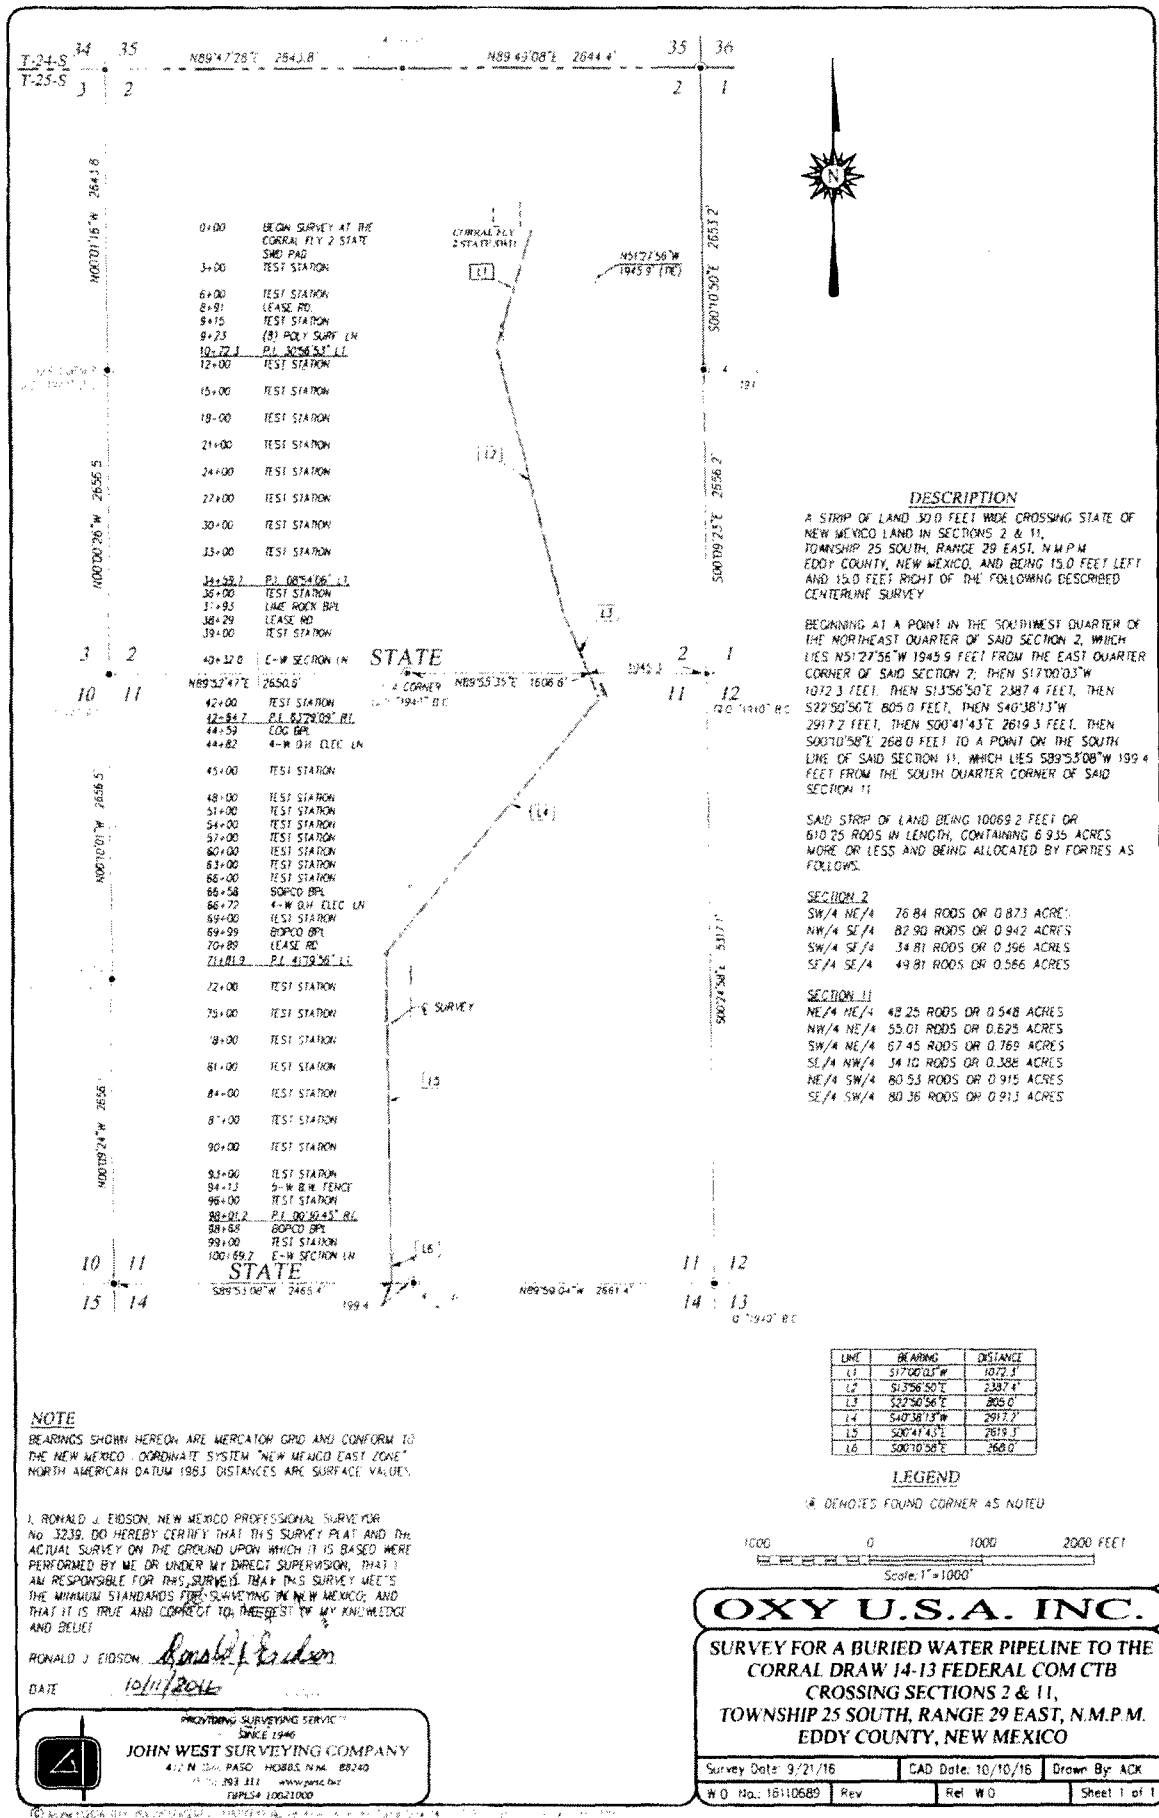 34 35
T-24-S
T-25-S
3 2
N89°47'28"E 2643.8'
N89°49'08"E 2644.4'
35 36
2 1
N
N00°01'16"W 2643.8
N00°00'26"W 2656.5
S00°10'50"E 2653.2'
S00°09'23"E 2656.2'
CORRAL FLY
2 STATE SWD
N51°27'56"W
1945.9' (TIE)
L1
L2
L3
0+00 BEGIN SURVEY AT THE
CORRAL FLY 2 STATE
SWD PAD
3+00 TEST STATION
6+00 TEST STATION
8+91 LEASE RD.
9+15 TEST STATION
9+23 (8) POLY SURF LN
10+72.3 P.I. 30°56'53" LT.
12+00 TEST STATION
15+00 TEST STATION
18+00 TEST STATION
21+00 TEST STATION
24+00 TEST STATION
27+00 TEST STATION
30+00 TEST STATION
33+00 TEST STATION
34+59.7 P.I. 08°54'06" LT.
36+00 TEST STATION
37+93 LIME ROCK BPL
38+29 LEASE RD
39+00 TEST STATION
40+32.0 E-W SECTION LN
STATE
3 2
10 11
N89°52'47"E 2650.6'
CORNER
N89°55'35"E 1608.6'
1045.3
2 1
11 12
42+00 TEST STATION
42+64.7 P.I. 63°29'09" RT.
44+59 COG BPL
44+82 4-W O.H. ELEC LN
45+00 TEST STATION
48+00 TEST STATION
51+00 TEST STATION
54+00 TEST STATION
57+00 TEST STATION
60+00 TEST STATION
63+00 TEST STATION
66+00 TEST STATION
66+58 BOPCO BPL
66+72 4-W O.H. ELEC LN
69+00 TEST STATION
69+99 BOPCO BPL
70+89 LEASE RD
71+81.9 P.I. 41°19'56" LT.
72+00 TEST STATION
75+00 TEST STATION
78+00 TEST STATION
81+00 TEST STATION
84+00 TEST STATION
87+00 TEST STATION
90+00 TEST STATION
93+00 TEST STATION
94+13 5-W B.W. FENCE
96+00 TEST STATION
98+01.2 P.I. 00°30'45" RT.
98+68 BOPCO BPL
99+00 TEST STATION
100+69.2 E-W SECTION LN
STATE
L4
℄ SURVEY
L5
L6
N00°10'01"W 2656.5'
N00°09'24"W 2656
S00°24'58"E 5317.1'
10 11
15 14
S89°53'08"W 2465.4'
199.4
N89°59'04"W 2661.4'
11 12
14 13
DESCRIPTION
A STRIP OF LAND 30.0 FEET WIDE CROSSING STATE OF
NEW MEXICO LAND IN SECTIONS 2 & 11,
TOWNSHIP 25 SOUTH, RANGE 29 EAST, N.M.P.M
EDDY COUNTY, NEW MEXICO, AND BEING 15.0 FEET LEFT
AND 15.0 FEET RIGHT OF THE FOLLOWING DESCRIBED
CENTERLINE SURVEY
BEGINNING AT A POINT IN THE SOUTHWEST QUARTER OF
THE NORTHEAST QUARTER OF SAID SECTION 2, WHICH
LIES N51°27'56"W 1945.9 FEET FROM THE EAST QUARTER
CORNER OF SAID SECTION 2; THEN S17°00'03"W
1072.3 FEET, THEN S13°56'50"E 2387.4 FEET, THEN
S22°50'56"E 805.0 FEET, THEN S40°38'13"W
2917.2 FEET, THEN S00°41'43"E 2619.3 FEET, THEN
S00°10'58"E 268.0 FEET TO A POINT ON THE SOUTH
LINE OF SAID SECTION 11, WHICH LIES S89°53'08"W 199.4
FEET FROM THE SOUTH QUARTER CORNER OF SAID
SECTION 11
SAID STRIP OF LAND BEING 10069.2 FEET OR
610.25 RODS IN LENGTH, CONTAINING 6.935 ACRES
MORE OR LESS AND BEING ALLOCATED BY FORTIES AS
FOLLOWS.
SECTION 2
SW/4 NE/4 76.84 RODS OR 0.873 ACRES
NW/4 SE/4 82.90 RODS OR 0.942 ACRES
SW/4 SE/4 34.81 RODS OR 0.396 ACRES
SE/4 SE/4 49.81 RODS OR 0.566 ACRES
SECTION 11
NE/4 NE/4 48.25 RODS OR 0.548 ACRES
NW/4 NE/4 55.01 RODS OR 0.625 ACRES
SW/4 NE/4 67.45 RODS OR 0.769 ACRES
SE/4 NW/4 34.10 RODS OR 0.388 ACRES
NE/4 SW/4 80.53 RODS OR 0.915 ACRES
SE/4 SW/4 80.36 RODS OR 0.913 ACRES
LINE BEARING DISTANCE
L1 S17°00'03"W 1072.3'
L2 S13°56'50"E 2387.4'
L3 S22°50'56"E 805.0'
L4 S40°38'13"W 2917.2'
L5 S00°41'43"E 2619.3'
L6 S00°10'58"E 268.0'
LEGEND
DENOTES FOUND CORNER AS NOTED
1000 0 1000 2000 FEET
Scale: 1"=1000'
NOTE
BEARINGS SHOWN HEREON ARE MERCATOR GRID AND CONFORM TO
THE NEW MEXICO COORDINATE SYSTEM "NEW MEXICO EAST ZONE"
NORTH AMERICAN DATUM 1983. DISTANCES ARE SURFACE VALUES.
I, RONALD J. EIDSON, NEW MEXICO PROFESSIONAL SURVEYOR
No. 3239, DO HEREBY CERTIFY THAT THIS SURVEY PLAT AND THE
ACTUAL SURVEY ON THE GROUND UPON WHICH IT IS BASED WERE
PERFORMED BY ME OR UNDER MY DIRECT SUPERVISION, THAT I
AM RESPONSIBLE FOR THIS SURVEY, THAT THIS SURVEY MEETS
THE MINIMUM STANDARDS FOR SURVEYING IN NEW MEXICO, AND
THAT IT IS TRUE AND CORRECT TO THE BEST OF MY KNOWLEDGE
AND BELIEF
RONALD J. EIDSON Ronald J Eidson
DATE 10/11/2016
PROVIDING SURVEYING SERVICE
SINCE 1946
JOHN WEST SURVEYING COMPANY
412 N. DAL PASO HOBBS, N.M. 88240
TBPLS# 10021000
OXY U.S.A. INC.
SURVEY FOR A BURIED WATER PIPELINE TO THE
CORRAL DRAW 14-13 FEDERAL COM CTB
CROSSING SECTIONS 2 & 11,
TOWNSHIP 25 SOUTH, RANGE 29 EAST, N.M.P.M.
EDDY COUNTY, NEW MEXICO
Survey Date: 9/21/16 CAD Date: 10/10/16 Drawn By: ACK
W.O. No.: 16110689 Rev Rel. W.O. Sheet 1 of 1